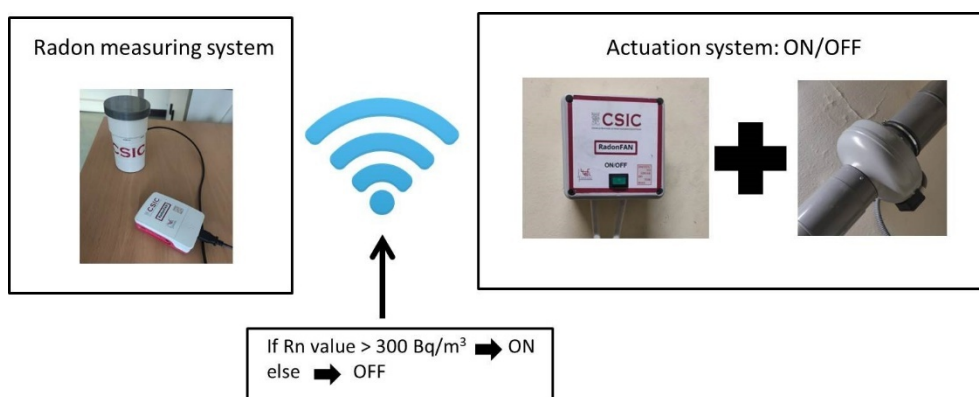 Radon measuring system
CSIC
CSIC
Actuation system: ON/OFF
CSIC
RadonFAN
ON/OFF
If Rn value > 300 Bq/m³ ➡ ON
else ➡ OFF